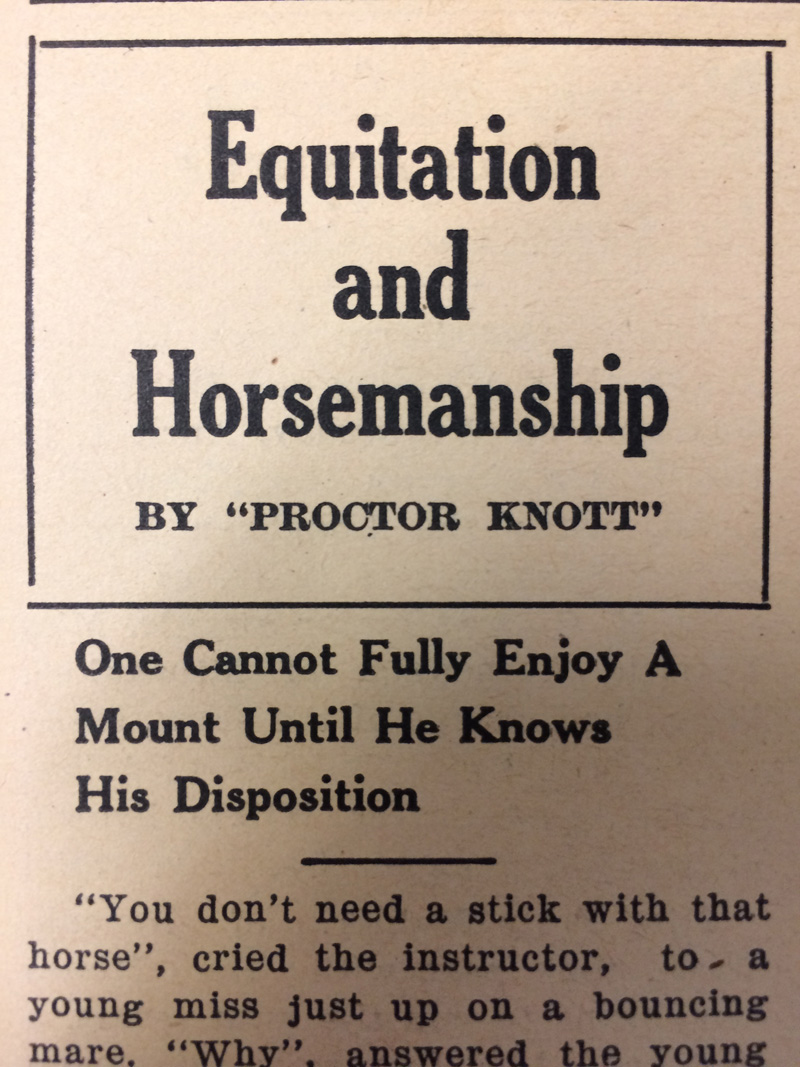 Equitation
and
Horsemanship
BY “PROCTOR KNOTT”
One Cannot Fully Enjoy A
Mount Until He Knows
His Disposition
“You don't need a stick with that
horse”, cried the instructor, to a
young miss just up on a bouncing
mare. “Why”, answered the young